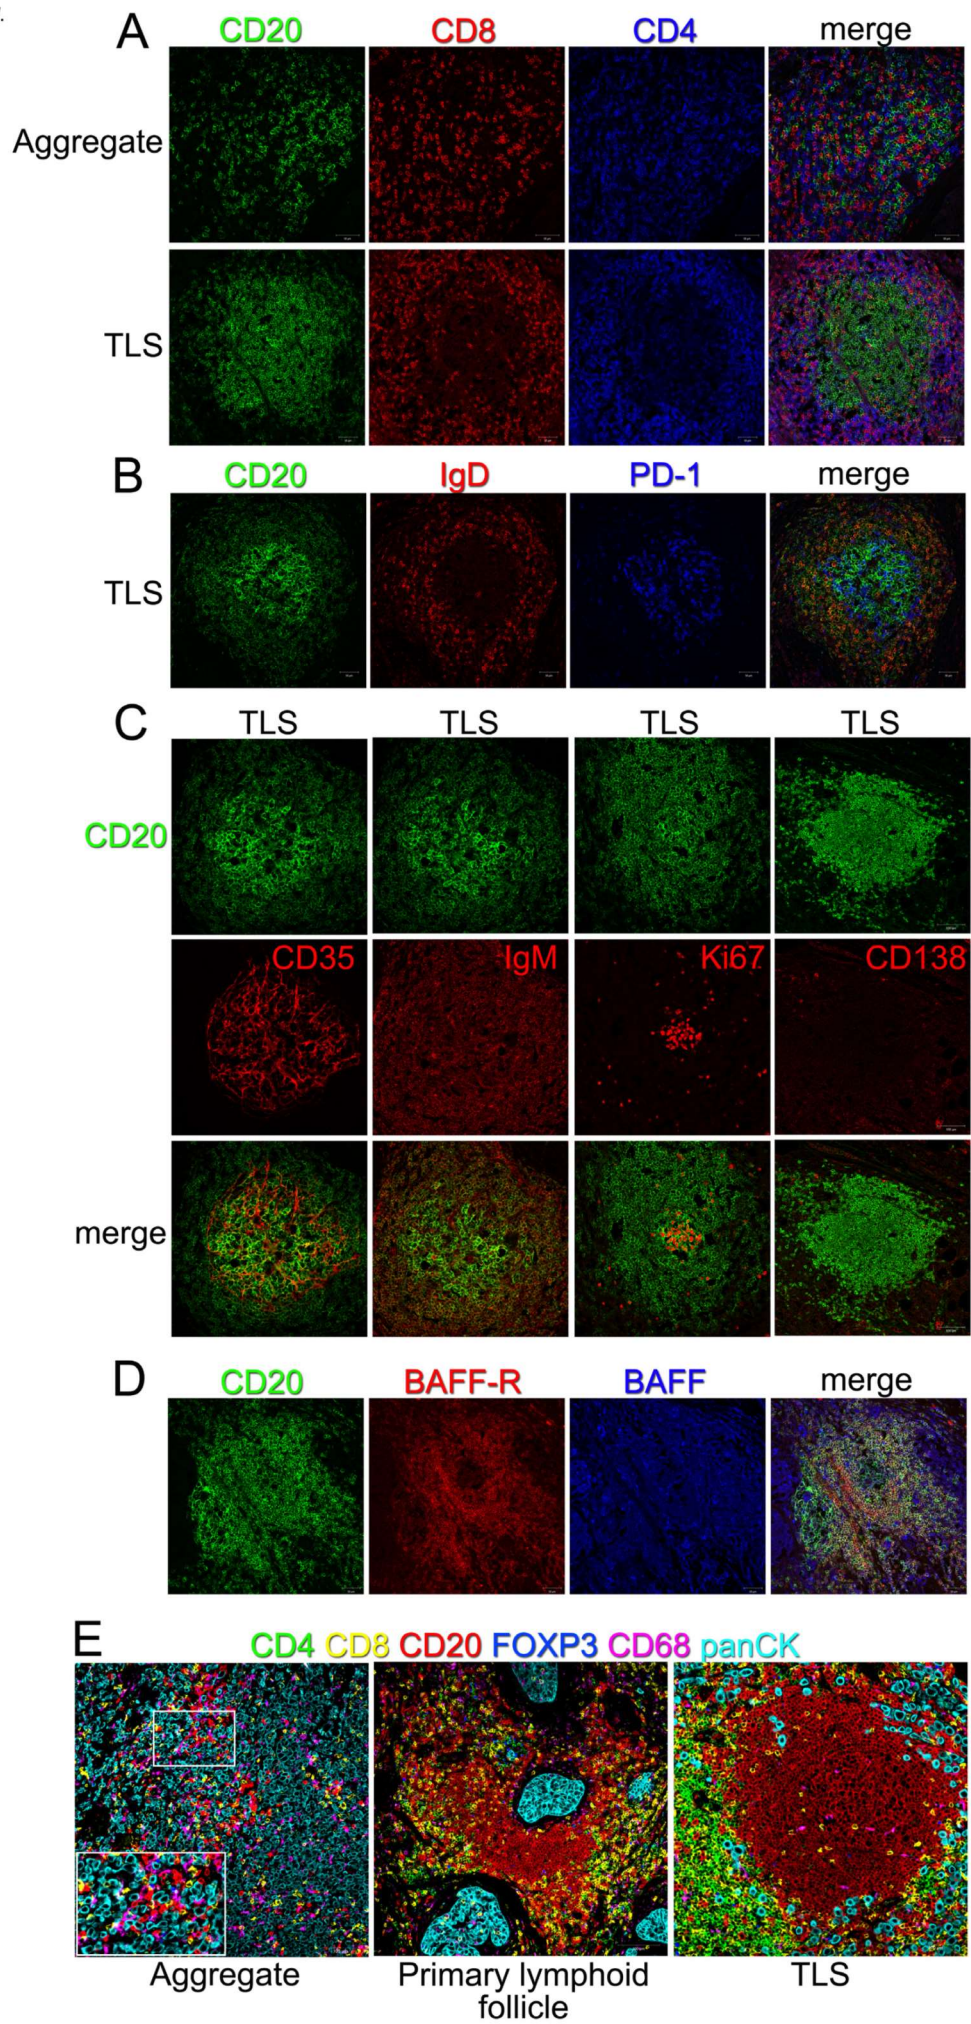 A CD20 CD8 CD4 merge
Aggregate
TLS
B CD20 IgD PD-1 merge
TLS
C TLS TLS TLS TLS
CD20
CD35 IgM Ki67 CD138
merge
D CD20 BAFF-R BAFF merge
E CD4 CD8 CD20 FOXP3 CD68 panCK
Aggregate Primary lymphoid TLS
follicle